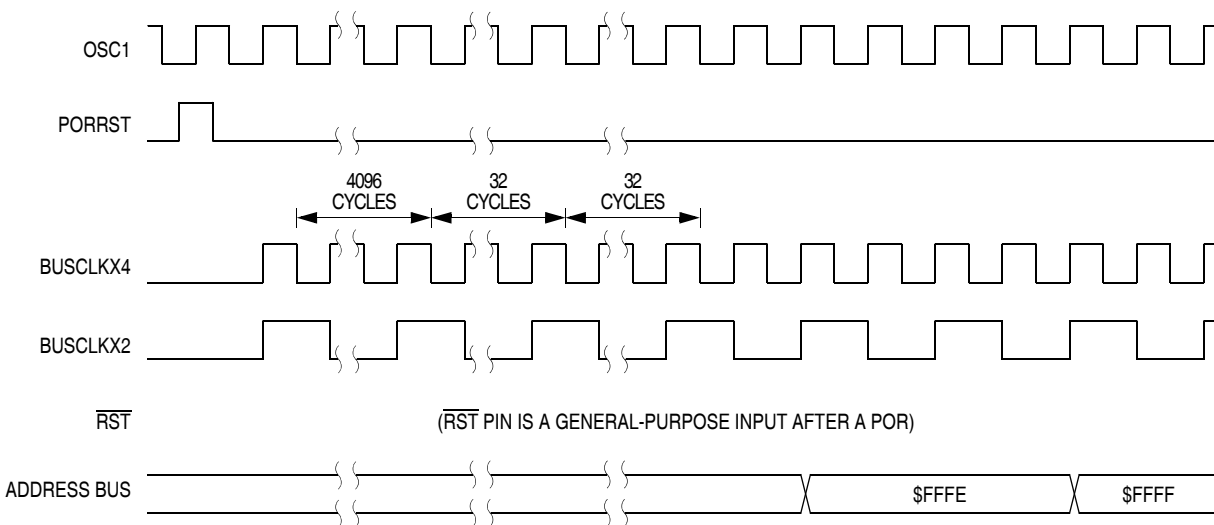 OSC1
PORRST
4096
CYCLES
32
CYCLES
32
CYCLES
BUSCLKX4
BUSCLKX2
RST
(RST PIN IS A GENERAL-PURPOSE INPUT AFTER A POR)
ADDRESS BUS
$FFFE
$FFFF